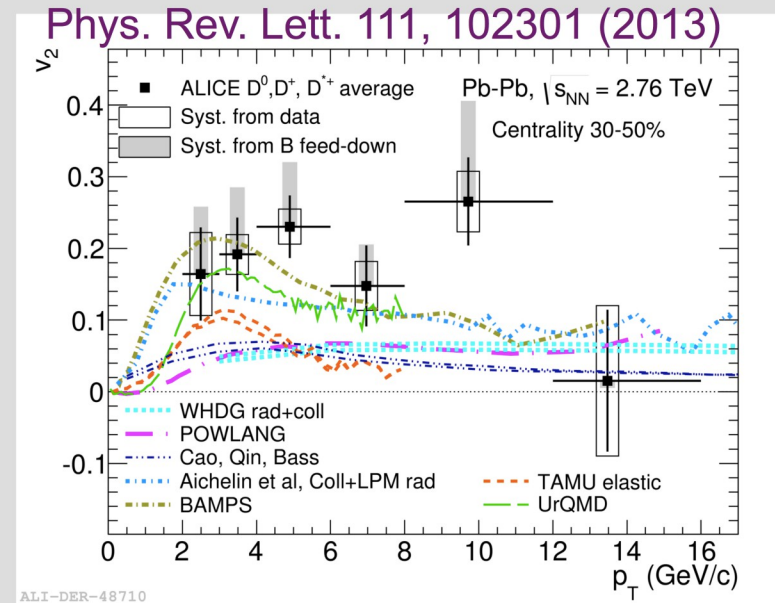 Phys. Rev. Lett. 111, 102301 (2013)
v₂
ALICE D⁰,D⁺, D*⁺ average
Syst. from data
Syst. from B feed-down
Pb-Pb, √sNN = 2.76 TeV
Centrality 30-50%
0.4
0.3
0.2
0.1
0
-0.1
WHDG rad+coll
POWLANG
Cao, Qin, Bass
Aichelin et al, Coll+LPM rad
BAMPS
TAMU elastic
UrQMD
0 2 4 6 8 10 12 14 16
pT (GeV/c)
ALI-DER-48710